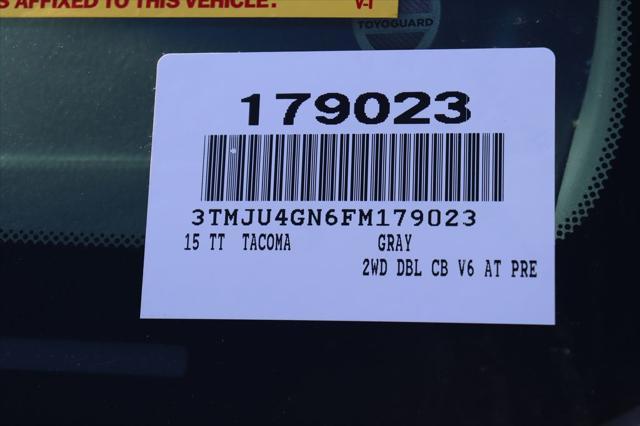 S AFFIXED TO THIS VEHICLE.
V-1
TOYOGUARD
179023
3TMJU4GN6FM179023
15 TT TACOMA GRAY
2WD DBL CB V6 AT PRE